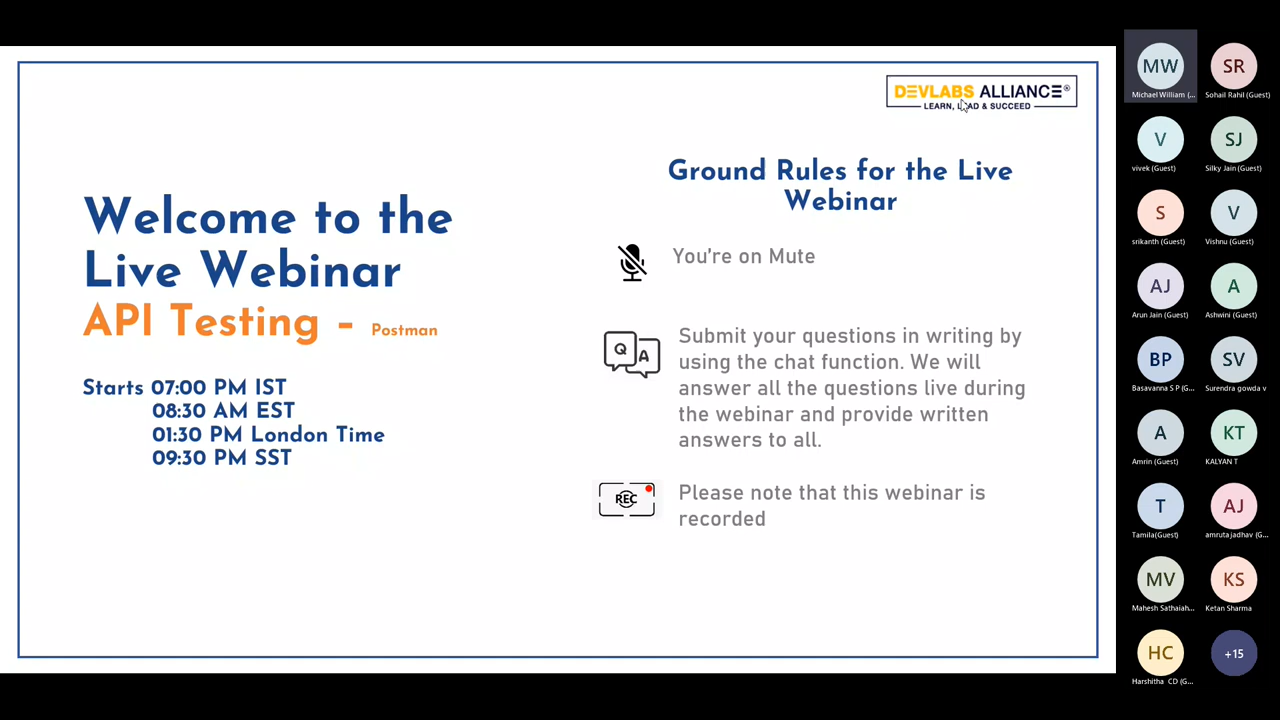 DEVLABS ALLIANCE®
LEARN, LEAD & SUCCEED
Welcome to the
Live Webinar
API Testing - Postman
Starts 07:00 PM IST
08:30 AM EST
01:30 PM London Time
09:30 PM SST
Ground Rules for the Live
Webinar
You're on Mute
Q A
Submit your questions in writing by
using the chat function. We will
answer all the questions live during
the webinar and provide written
answers to all.
REC
Please note that this webinar is
recorded
MW
Michael William (...
SR
Sohail Rahil (Guest)
V
vivek (Guest)
SJ
Silky Jain (Guest)
S
srikanth (Guest)
V
Vishnu (Guest)
AJ
Arun Jain (Guest)
A
Ashwini (Guest)
BP
Basavanna S P (G...
SV
Surendra gowda v
A
Amrin (Guest)
KT
KALYAN T
T
Tamila(Guest)
AJ
amruta jadhav (G...
MV
Mahesh Sathaiah...
KS
Ketan Sharma
HC
Harshitha CD (G...
+15